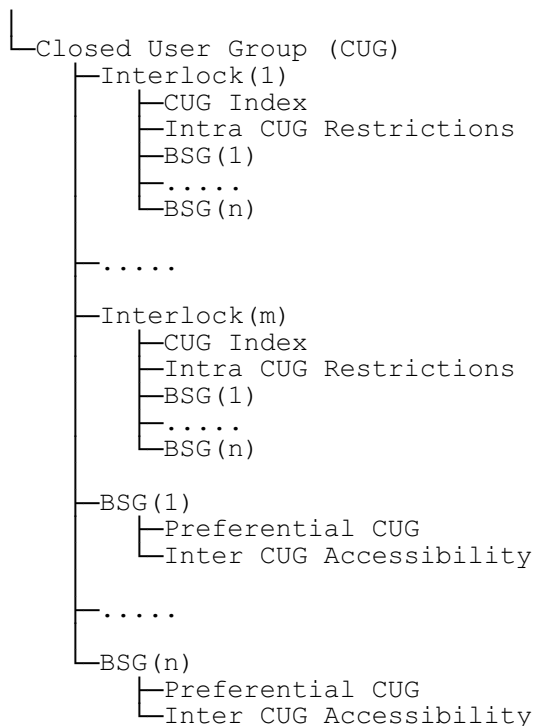 Closed User Group (CUG)
Interlock(1)
CUG Index
Intra CUG Restrictions
BSG(1)
.....
BSG(n)
.....
Interlock(m)
CUG Index
Intra CUG Restrictions
BSG(1)
.....
BSG(n)
BSG(1)
Preferential CUG
Inter CUG Accessibility
.....
BSG(n)
Preferential CUG
Inter CUG Accessibility